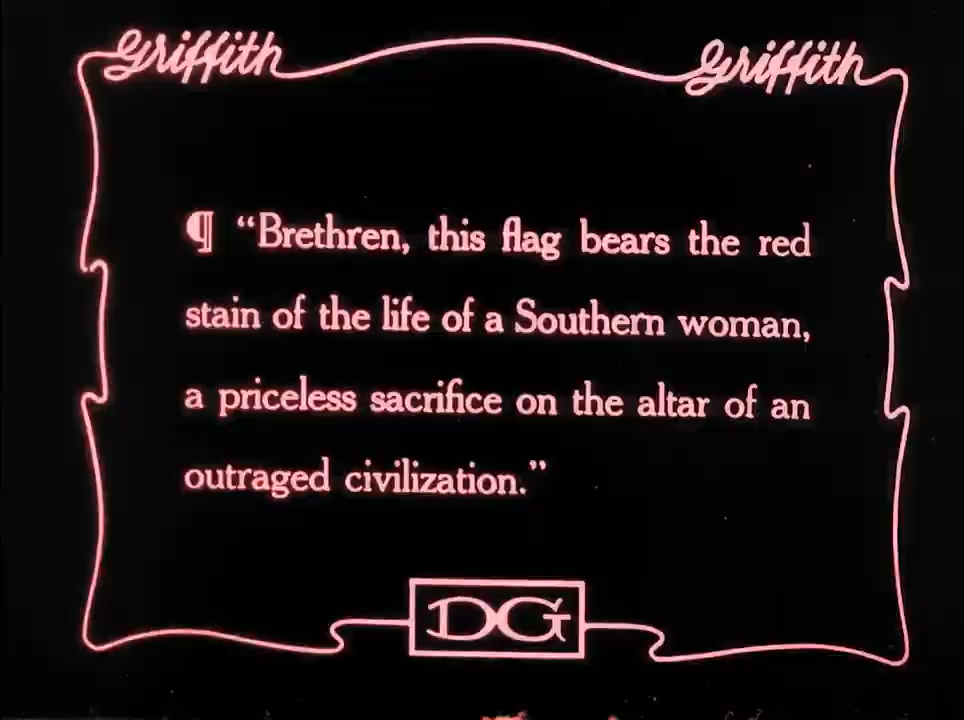 Griffith Griffith
¶ “Brethren, this flag bears the red
stain of the life of a Southern woman,
a priceless sacrifice on the altar of an
outraged civilization.”
DG